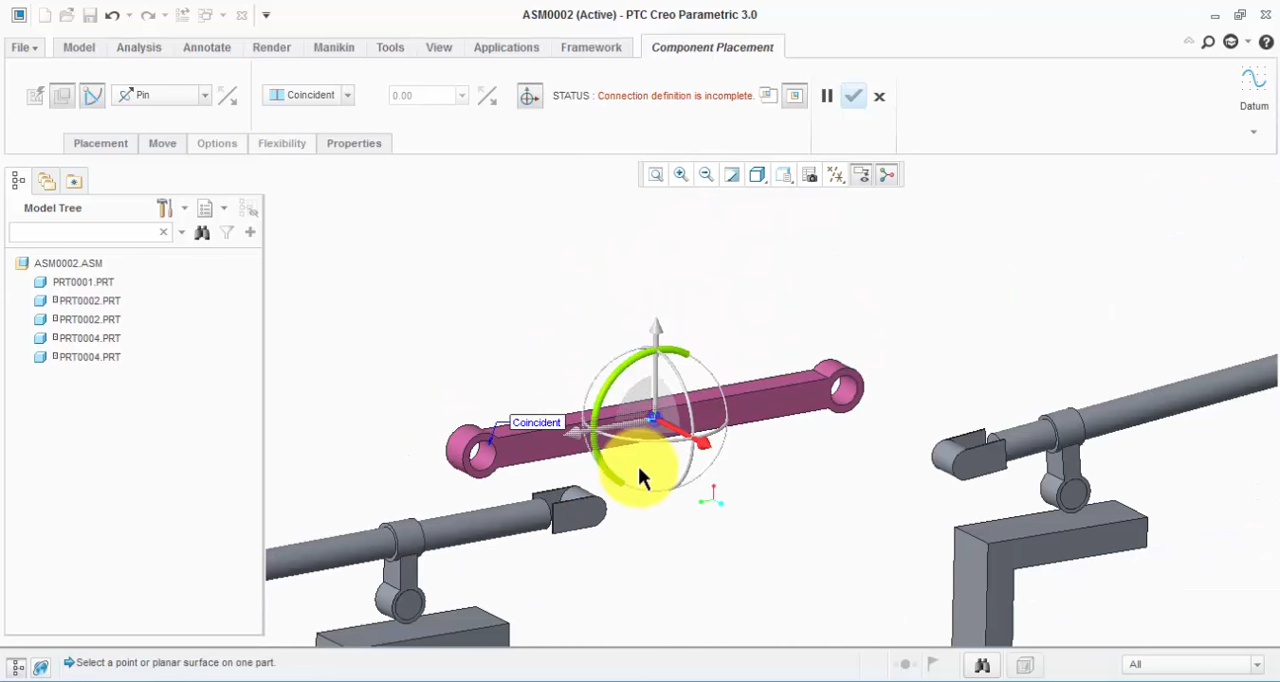 ASM0002 (Active) - PTC Creo Parametric 3.0
File Model Analysis Annotate Render Manikin Tools View Applications Framework Component Placement
Pin Coincident 0.00 STATUS : Connection definition is incomplete. Datum
Placement Move Options Flexibility Properties
Model Tree
ASM0002.ASM
PRT0001.PRT
PRT0002.PRT
PRT0002.PRT
PRT0004.PRT
PRT0004.PRT
Coincident
Select a point or planar surface on one part.
All